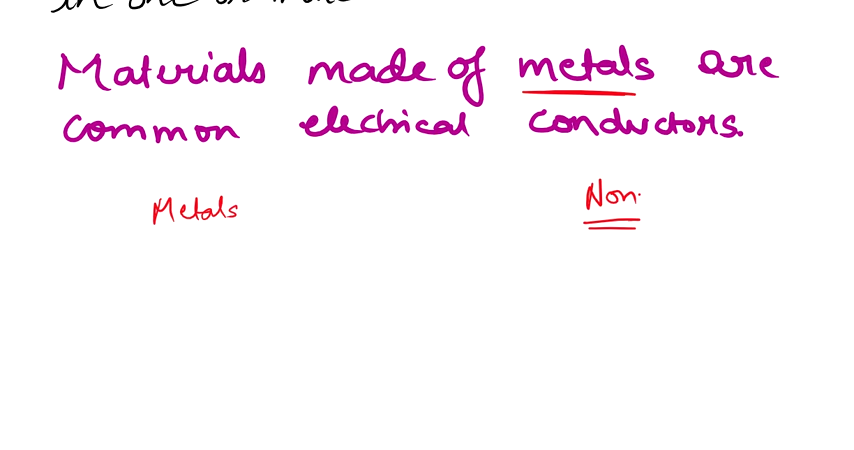 Materials made of metals are
common electrical conductors.
Metals Non.